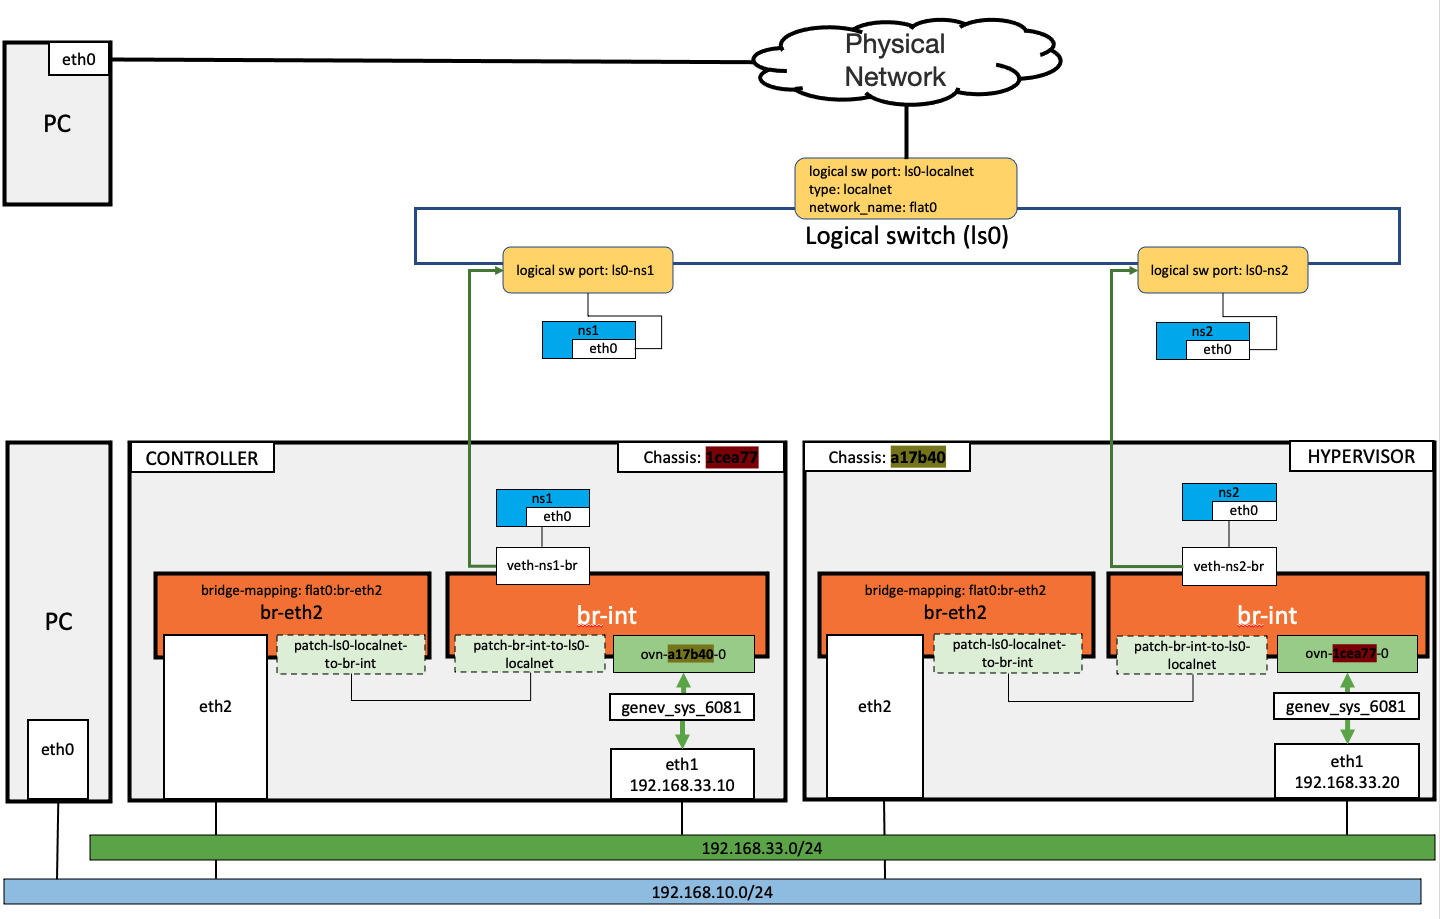 eth0
PC
Physical
Network
logical sw port: ls0-localnet
type: localnet
network_name: flat0
Logical switch (ls0)
logical sw port: ls0-ns1
logical sw port: ls0-ns2
ns1
eth0
ns2
eth0
PC
eth0
CONTROLLER
Chassis: 1cea77
ns1
eth0
veth-ns1-br
bridge-mapping: flat0:br-eth2
br-eth2
br-int
patch-ls0-localnet-
to-br-int
patch-br-int-to-ls0-
localnet
ovn-a17b40-0
eth2
genev_sys_6081
eth1
192.168.33.10
Chassis: a17b40
HYPERVISOR
ns2
eth0
veth-ns2-br
bridge-mapping: flat0:br-eth2
br-eth2
br-int
patch-ls0-localnet-
to-br-int
patch-br-int-to-ls0-
localnet
ovn-1cea77-0
eth2
genev_sys_6081
eth1
192.168.33.20
192.168.33.0/24
192.168.10.0/24